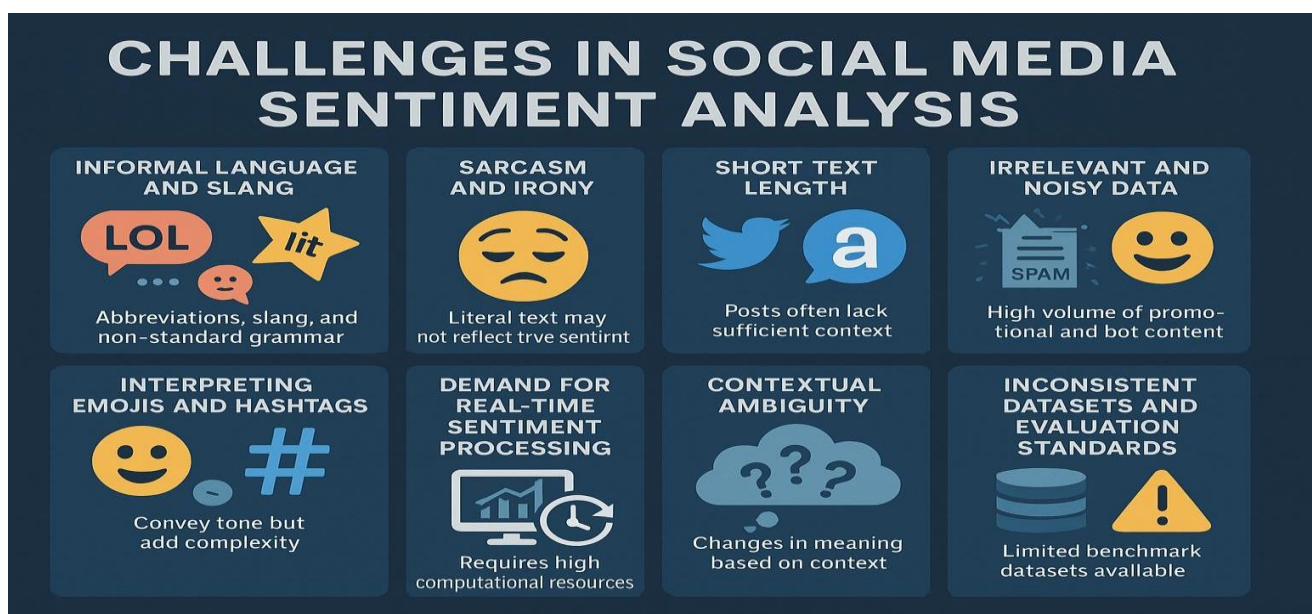 CHALLENGES IN SOCIAL MEDIA
SENTIMENT ANALYSIS
INFORMAL LANGUAGE
AND SLANG
LOL
lit
Abbreviations, slang, and
non-standard grammar
SARCASM
AND IRONY
Literal text may
not reflect trve sentirnt
SHORT TEXT
LENGTH
a
Posts often lack
sufficient context
IRRELEVANT AND
NOISY DATA
SPAM
High volume of promo-
tional and bot content
INTERPRETING
EMOJIS AND HASHTAGS
#
Convey tone but
add complexity
DEMAND FOR
REAL-TIME
SENTIMENT
PROCESSING
Requires high
computational resources
CONTEXTUAL
AMBIGUITY
? ? ?
Changes in meaning
based on context
INCONSISTENT
DATASETS AND
EVALUATION
STANDARDS
!
Limited benchmark
datasets available